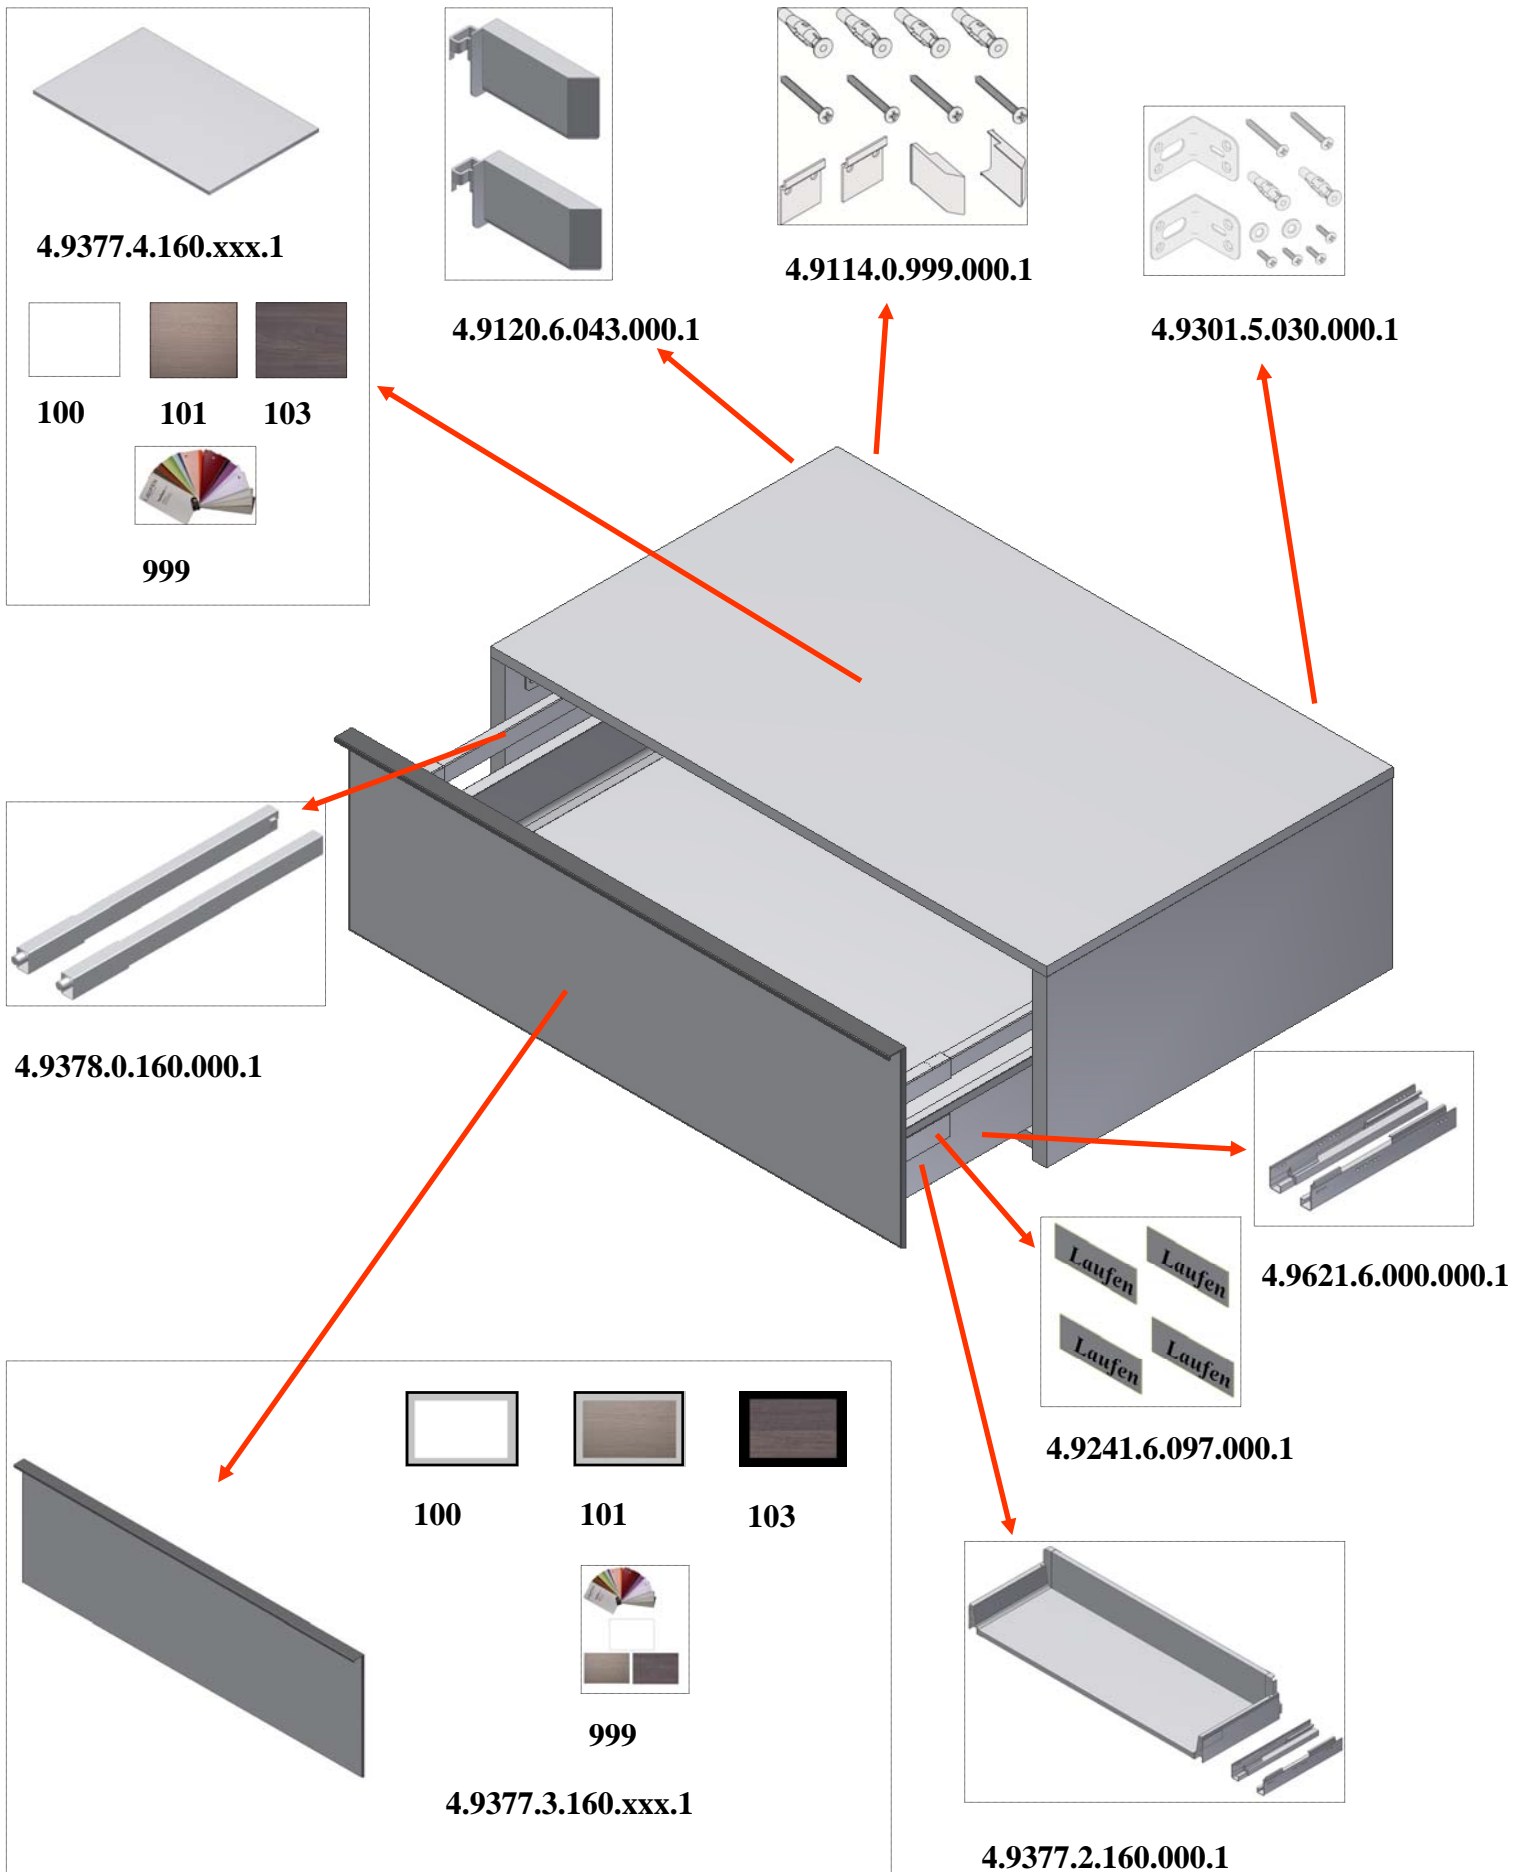 4.9377.4.160.xxx.1
100 101 103
999
4.9120.6.043.000.1
4.9114.0.999.000.1
4.9301.5.030.000.1
4.9378.0.160.000.1
4.9621.6.000.000.1
Laufen Laufen
Laufen Laufen
4.9241.6.097.000.1
100 101 103
999
4.9377.3.160.xxx.1
4.9377.2.160.000.1